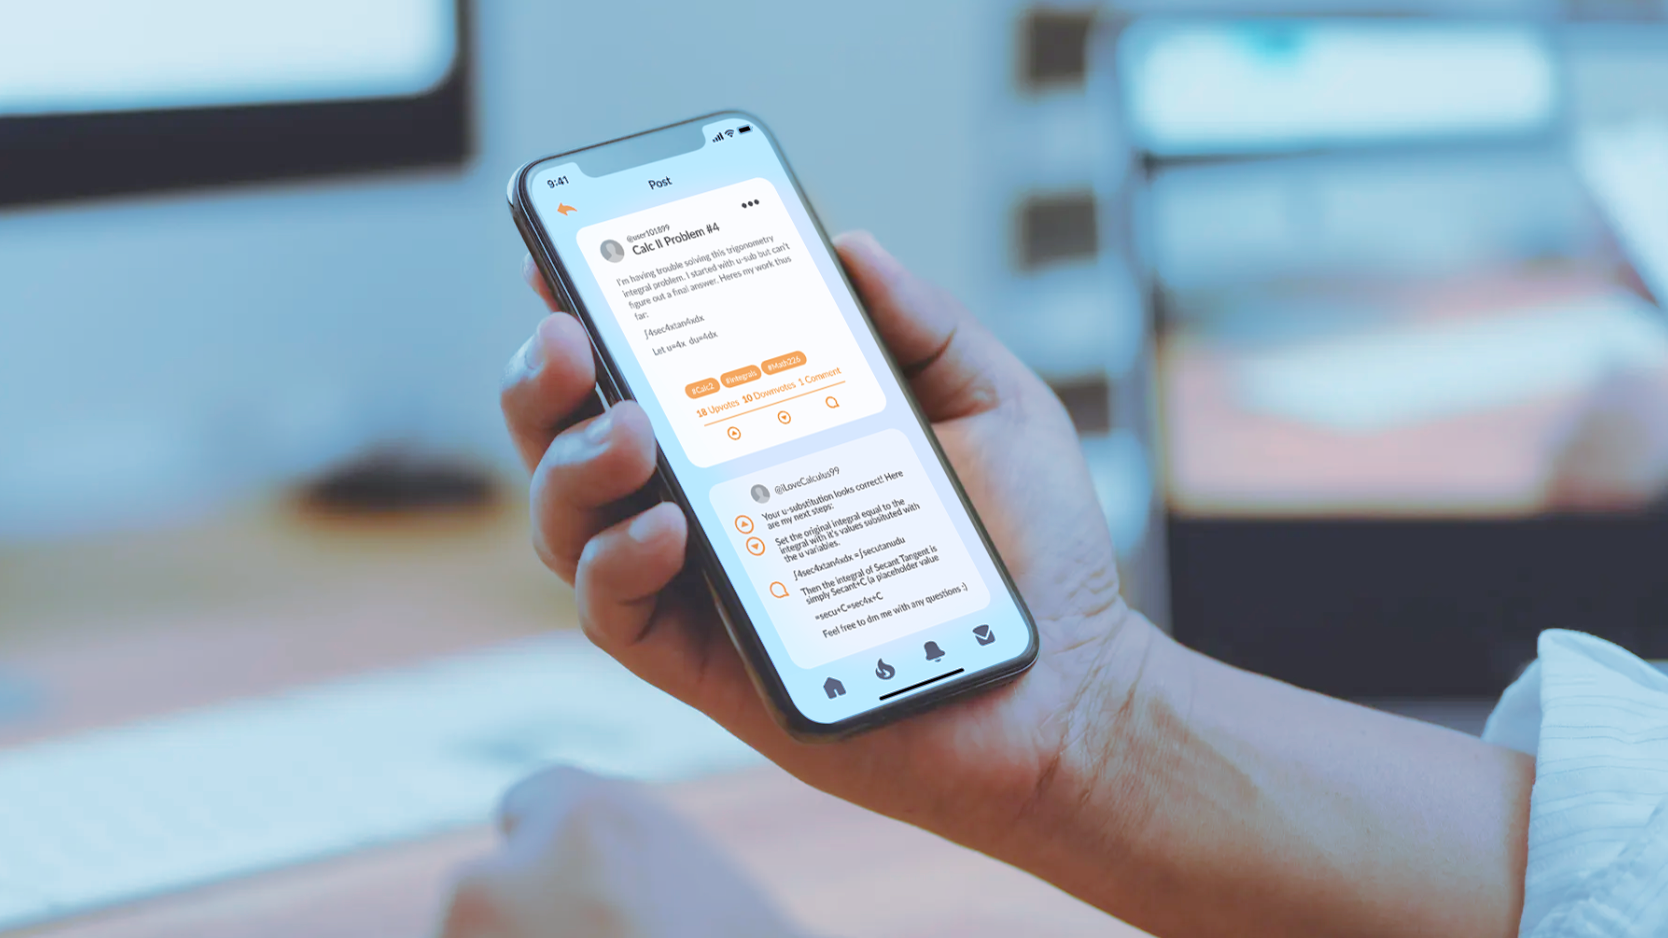 9:41
Post
@user101899
Calc II Problem #4
I'm having trouble solving this trigonometry
integral problem. I started with u-sub but can't
figure out a final answer. Heres my work thus
far:
∫4sec4xtan4xdx
Let u=4x du=4dx
#Calc2 #Integrals #Math226
18 Upvotes 10 Downvotes 1 Comment
@iLoveCalculus99
Your u-substitution looks correct! Here
are my next steps:
Set the original integral equal to the
integral with it's values subsituted with
the u variables.
∫4sec4xtan4xdx = ∫secutanudu
Then the integral of Secant Tangent is
simply Secant+C (a placeholder value
=secu+C=sec4x+C
Feel free to dm me with any questions :)